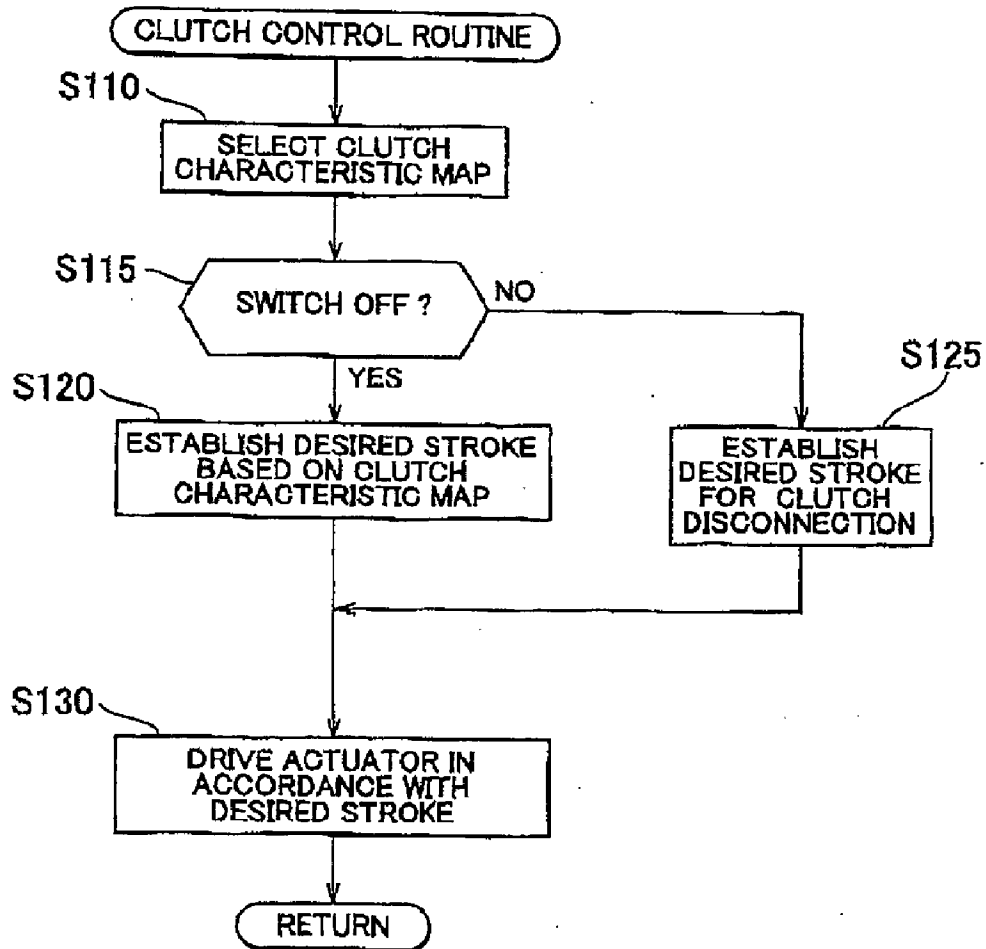 CLUTCH CONTROL ROUTINE
S110
SELECT CLUTCH
CHARACTERISTIC MAP
S115
SWITCH OFF ?
NO
YES
S120
ESTABLISH DESIRED STROKE
BASED ON CLUTCH
CHARACTERISTIC MAP
S125
ESTABLISH
DESIRED STROKE
FOR CLUTCH
DISCONNECTION
S130
DRIVE ACTUATOR IN
ACCORDANCE WITH
DESIRED STROKE
RETURN